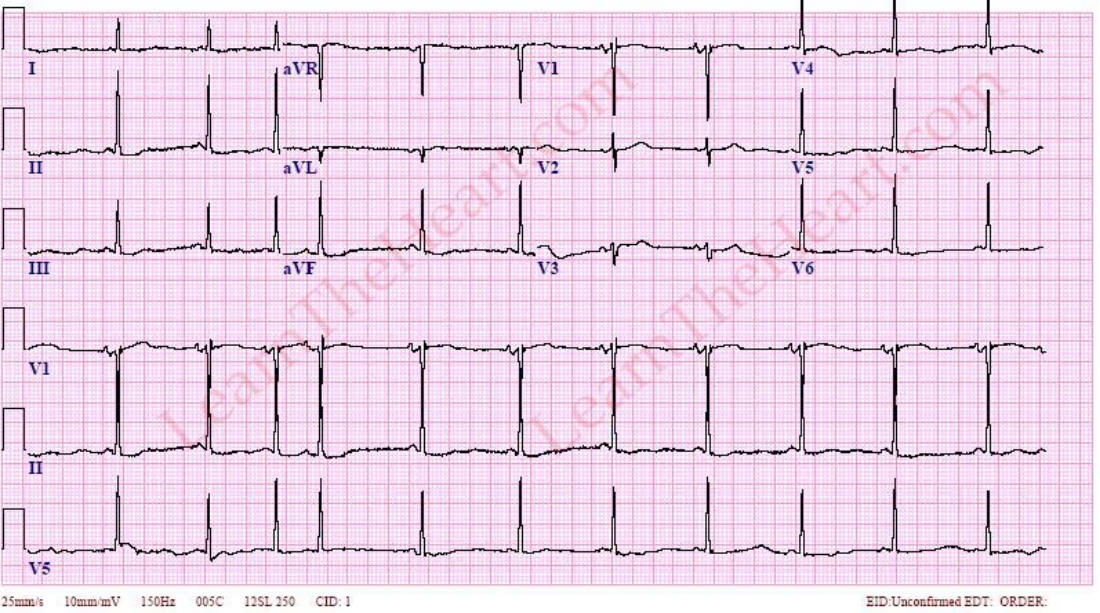 I aVR V1 V4
II aVL V2 V5
III aVF V3 V6
V1
II
V5
LearnTheHeart.com
LearnTheHeart.com
25mm/s 10mm/mV 150Hz 005C 12SL 250 CID: 1 EID:Unconfirmed EDT: ORDER: